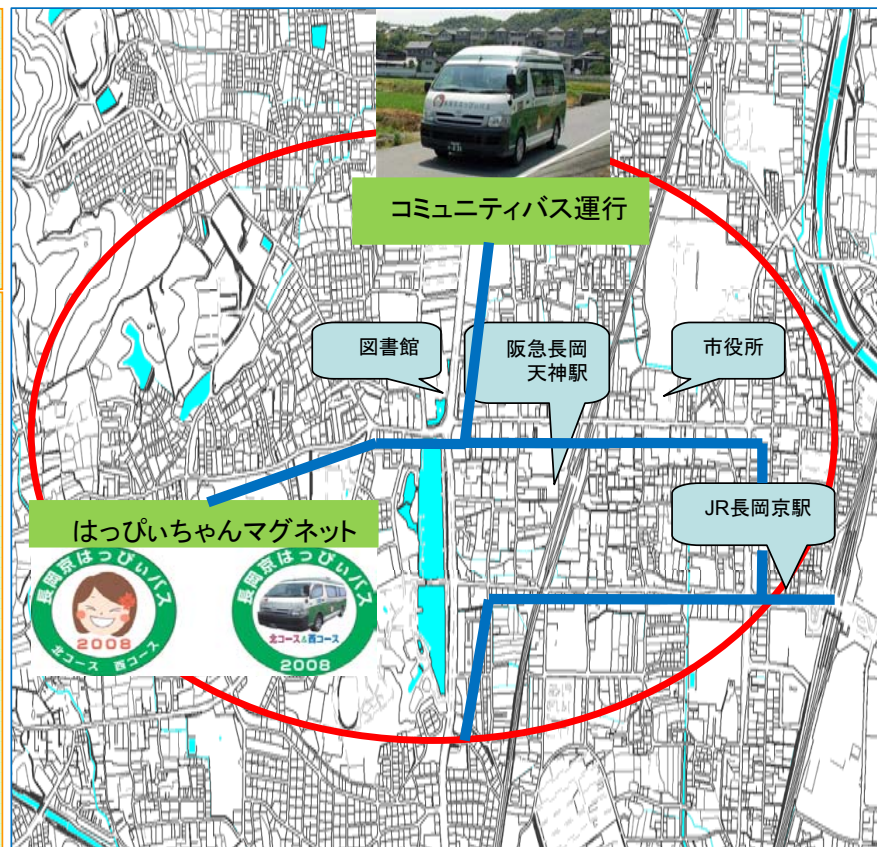 コミュニティバス運行
図書館
阪急長岡
天神駅
市役所
JR長岡京駅
はっぴぃちゃんマグネット
長岡京はっぴぃバス
2008
北コース 西コース
長岡京はっぴぃバス
北コース&西コース
2008